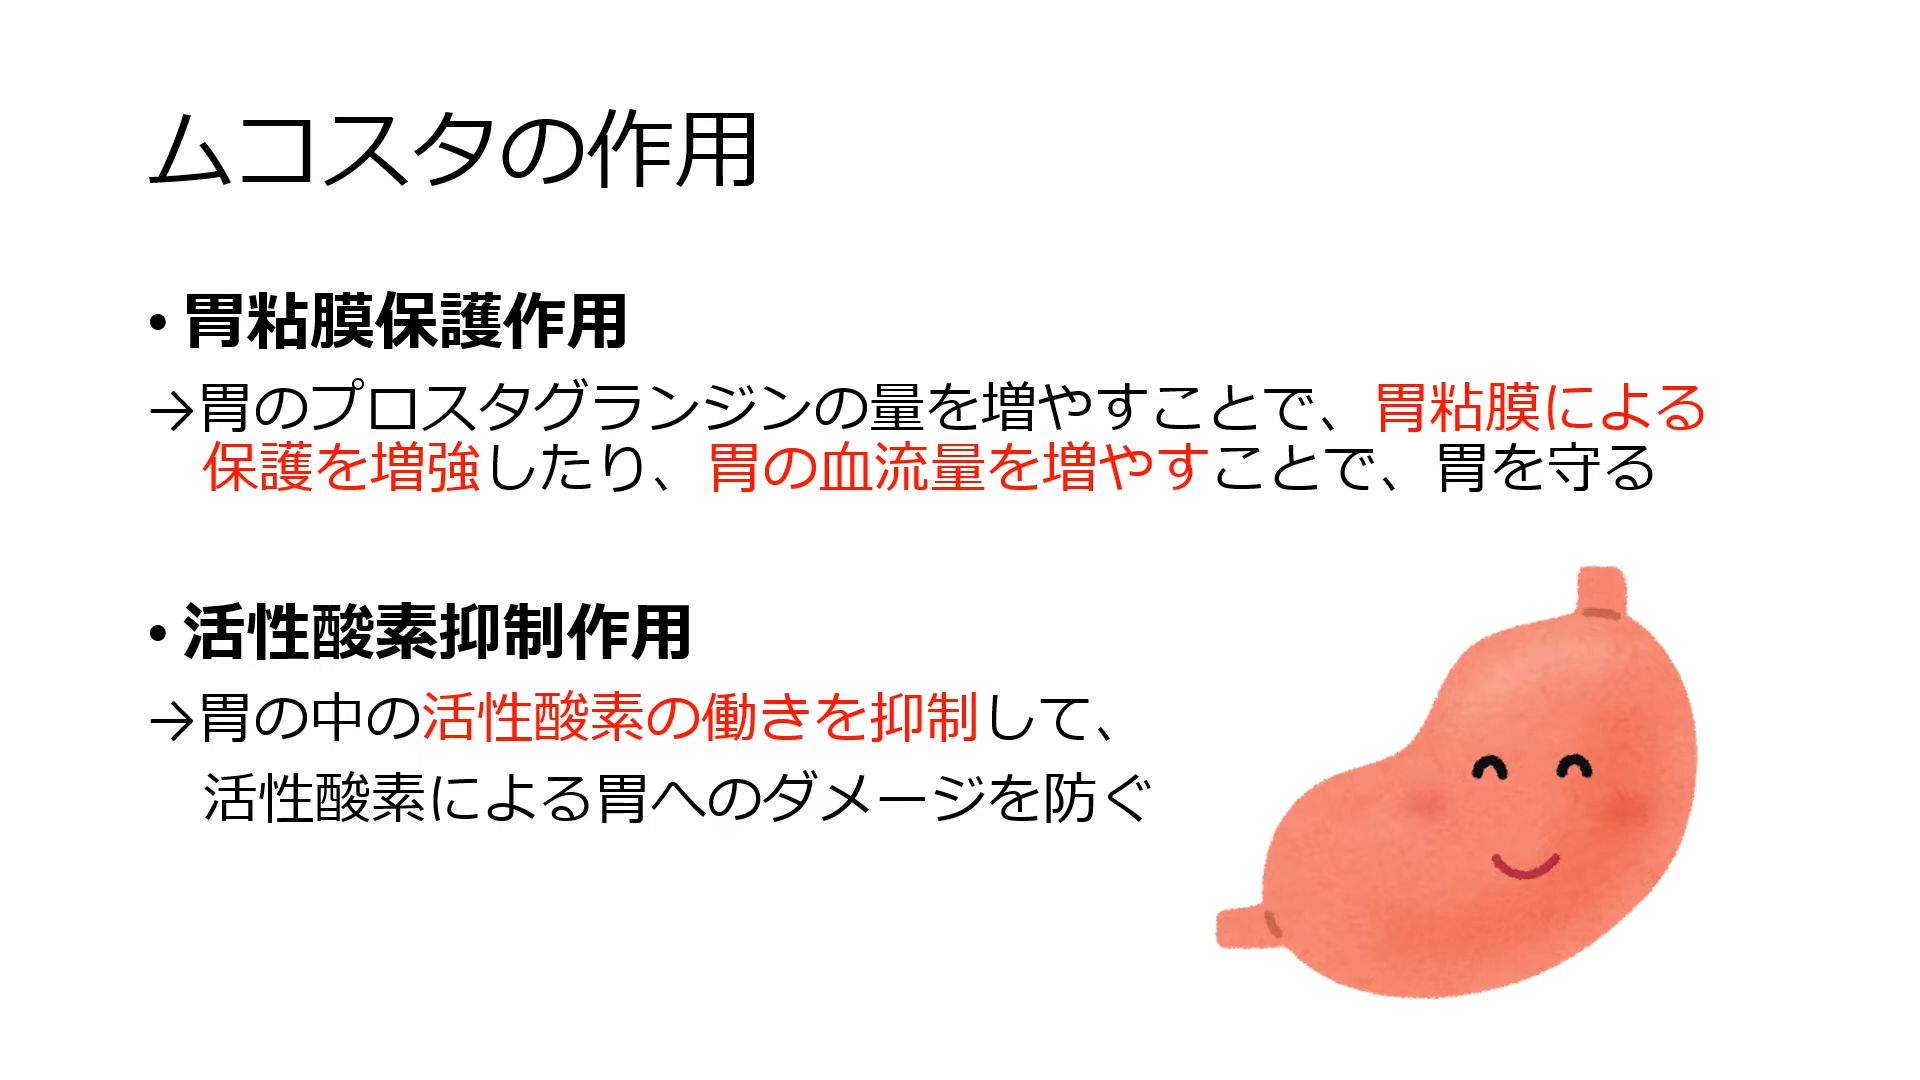 ムコスタの作用
• 胃粘膜保護作用
→胃のプロスタグランジンの量を増やすことで、胃粘膜による
保護を増強したり、胃の血流量を増やすことで、胃を守る
• 活性酸素抑制作用
→胃の中の活性酸素の働きを抑制して、
活性酸素による胃へのダメージを防ぐ